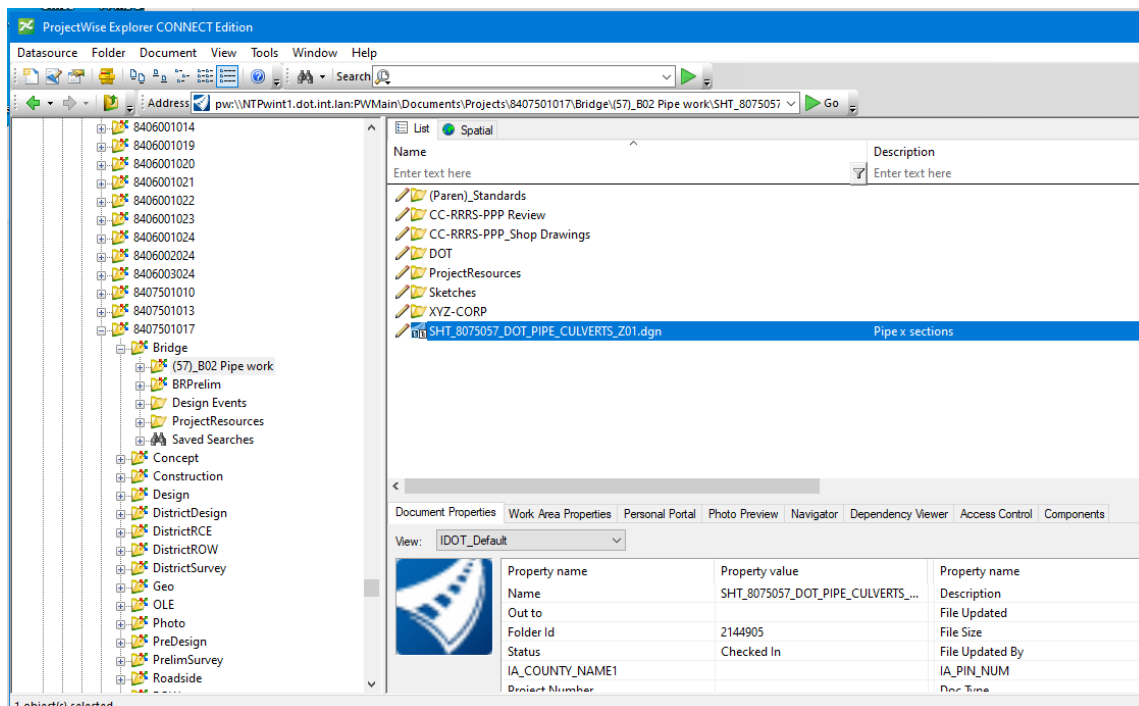 ProjectWise Explorer CONNECT Edition
Datasource Folder Document View Tools Window Help
Search
Address pw:\\NTPwint1.dot.int.lan:PWMain\Documents\Projects\8407501017\Bridge\(57)_B02 Pipe work\SHT_8075057 Go
8406001014
8406001019
8406001020
8406001021
8406001022
8406001023
8406001024
8406002024
8406003024
8407501010
8407501013
8407501017
Bridge
(57)_B02 Pipe work
BRPrelim
Design Events
ProjectResources
Saved Searches
Concept
Construction
Design
DistrictDesign
DistrictRCE
DistrictROW
DistrictSurvey
Geo
OLE
Photo
PreDesign
PrelimSurvey
Roadside
List Spatial
Name Description
Enter text here Enter text here
(Paren)_Standards
CC-RRRS-PPP Review
CC-RRRS-PPP_Shop Drawings
DOT
ProjectResources
Sketches
XYZ-CORP
SHT_8075057_DOT_PIPE_CULVERTS_Z01.dgn Pipe x sections
Document Properties Work Area Properties Personal Portal Photo Preview Navigator Dependency Viewer Access Control Components
View: IDOT_Default
Property name Property value Property name
Name SHT_8075057_DOT_PIPE_CULVERTS_... Description
Out to File Updated
Folder Id 2144905 File Size
Status Checked In File Updated By
IA_COUNTY_NAME1 IA_PIN_NUM
Project Number Doc Type
1 object(s) selected